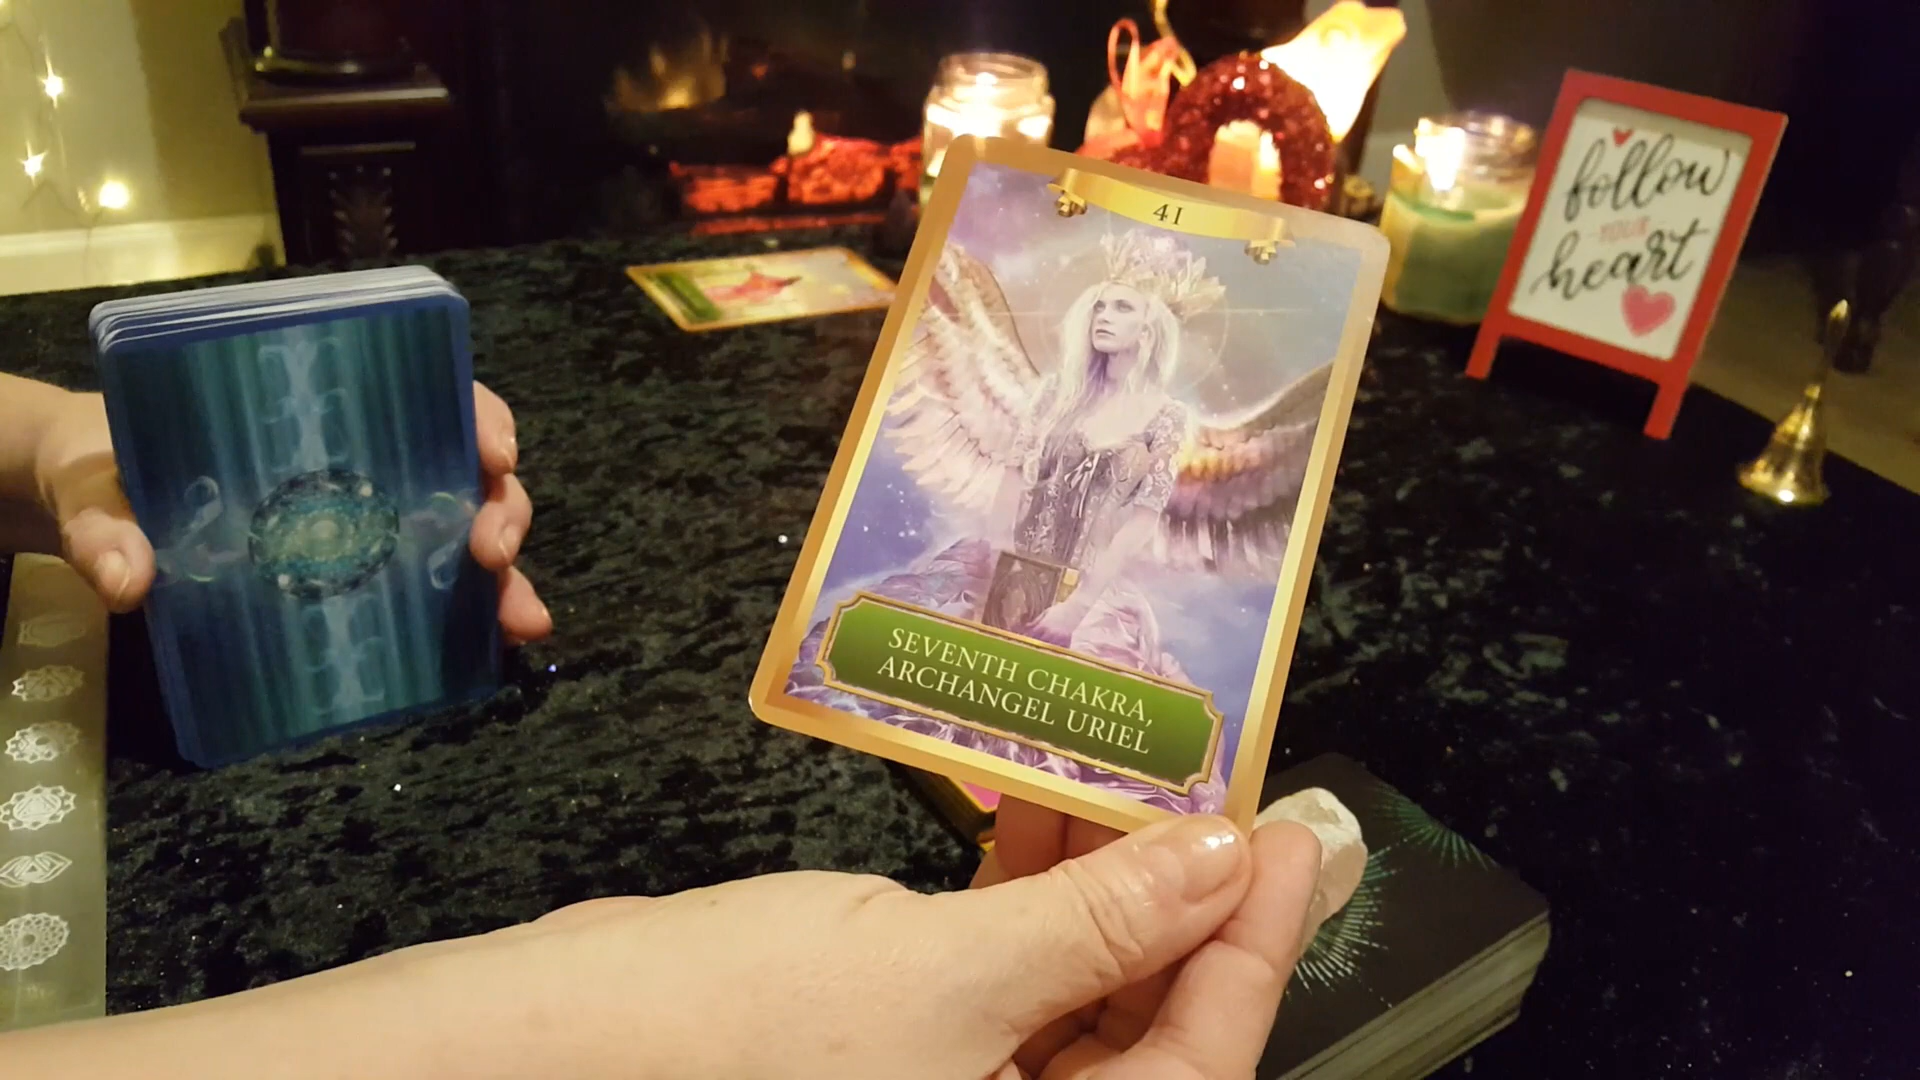 41
SEVENTH CHAKRA,
ARCHANGEL URIEL
follow
YOUR
heart